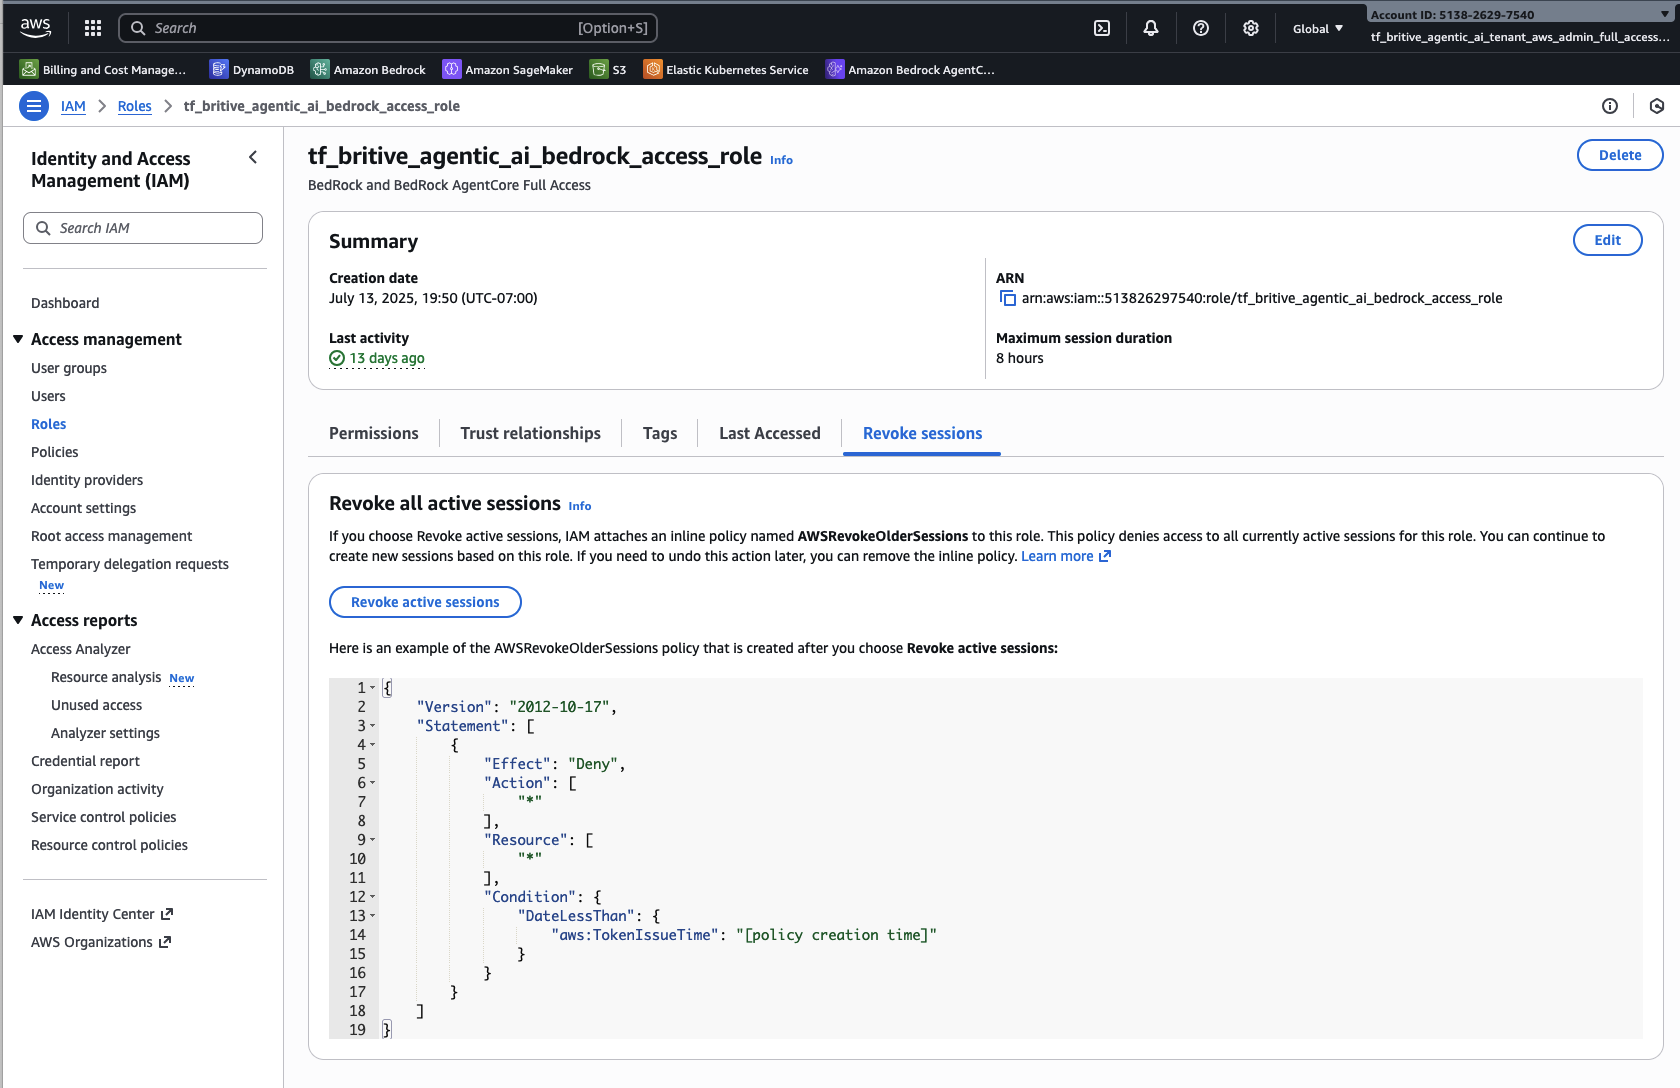 aws
Search
[Option+S]
Global
Account ID: 5138-2629-7540
tf_britive_agentic_ai_tenant_aws_admin_full_access...
Billing and Cost Manage...
DynamoDB
Amazon Bedrock
Amazon SageMaker
S3
Elastic Kubernetes Service
Amazon Bedrock AgentC...
IAM
Roles
tf_britive_agentic_ai_bedrock_access_role
Identity and Access
Management (IAM)
Search IAM
Dashboard
Access management
User groups
Users
Roles
Policies
Identity providers
Account settings
Root access management
Temporary delegation requests
New
Access reports
Access Analyzer
Resource analysis New
Unused access
Analyzer settings
Credential report
Organization activity
Service control policies
Resource control policies
IAM Identity Center
AWS Organizations
tf_britive_agentic_ai_bedrock_access_role Info
Delete
BedRock and BedRock AgentCore Full Access
Summary
Edit
Creation date
July 13, 2025, 19:50 (UTC-07:00)
ARN
arn:aws:iam::513826297540:role/tf_britive_agentic_ai_bedrock_access_role
Last activity
13 days ago
Maximum session duration
8 hours
Permissions
Trust relationships
Tags
Last Accessed
Revoke sessions
Revoke all active sessions Info
If you choose Revoke active sessions, IAM attaches an inline policy named AWSRevokeOlderSessions to this role. This policy denies access to all currently active sessions for this role. You can continue to
create new sessions based on this role. If you need to undo this action later, you can remove the inline policy. Learn more
Revoke active sessions
Here is an example of the AWSRevokeOlderSessions policy that is created after you choose Revoke active sessions:
1 {
2 "Version": "2012-10-17",
3 "Statement": [
4 {
5 "Effect": "Deny",
6 "Action": [
7 "*"
8 ],
9 "Resource": [
10 "*"
11 ],
12 "Condition": {
13 "DateLessThan": {
14 "aws:TokenIssueTime": "[policy creation time]"
15 }
16 }
17 }
18 ]
19 }